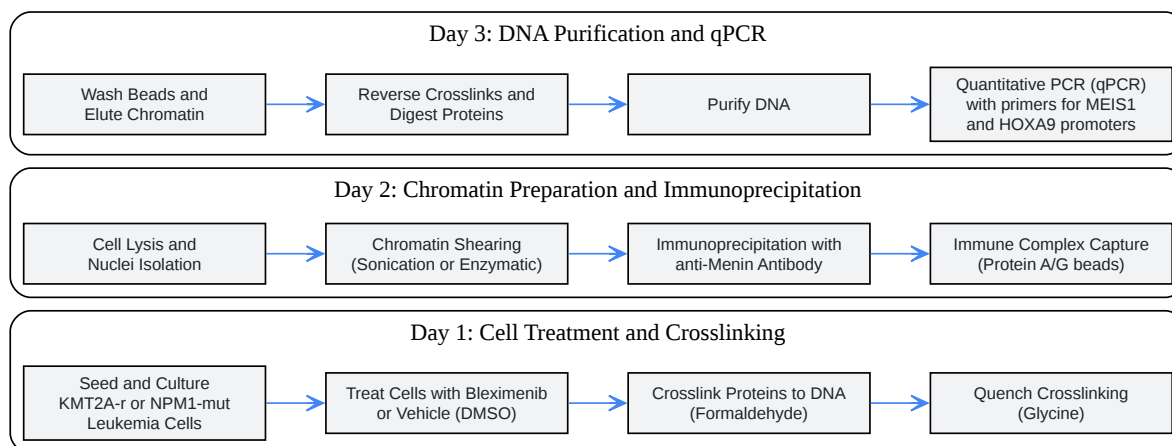 Day 3: DNA Purification and qPCR
Wash Beads and
Elute Chromatin
Reverse Crosslinks and
Digest Proteins
Purify DNA
Quantitative PCR (qPCR)
with primers for MEIS1
and HOXA9 promoters
Day 2: Chromatin Preparation and Immunoprecipitation
Cell Lysis and
Nuclei Isolation
Chromatin Shearing
(Sonication or Enzymatic)
Immunoprecipitation with
anti-Menin Antibody
Immune Complex Capture
(Protein A/G beads)
Day 1: Cell Treatment and Crosslinking
Seed and Culture
KMT2A-r or NPM1-mut
Leukemia Cells
Treat Cells with Bleximenib
or Vehicle (DMSO)
Crosslink Proteins to DNA
(Formaldehyde)
Quench Crosslinking
(Glycine)